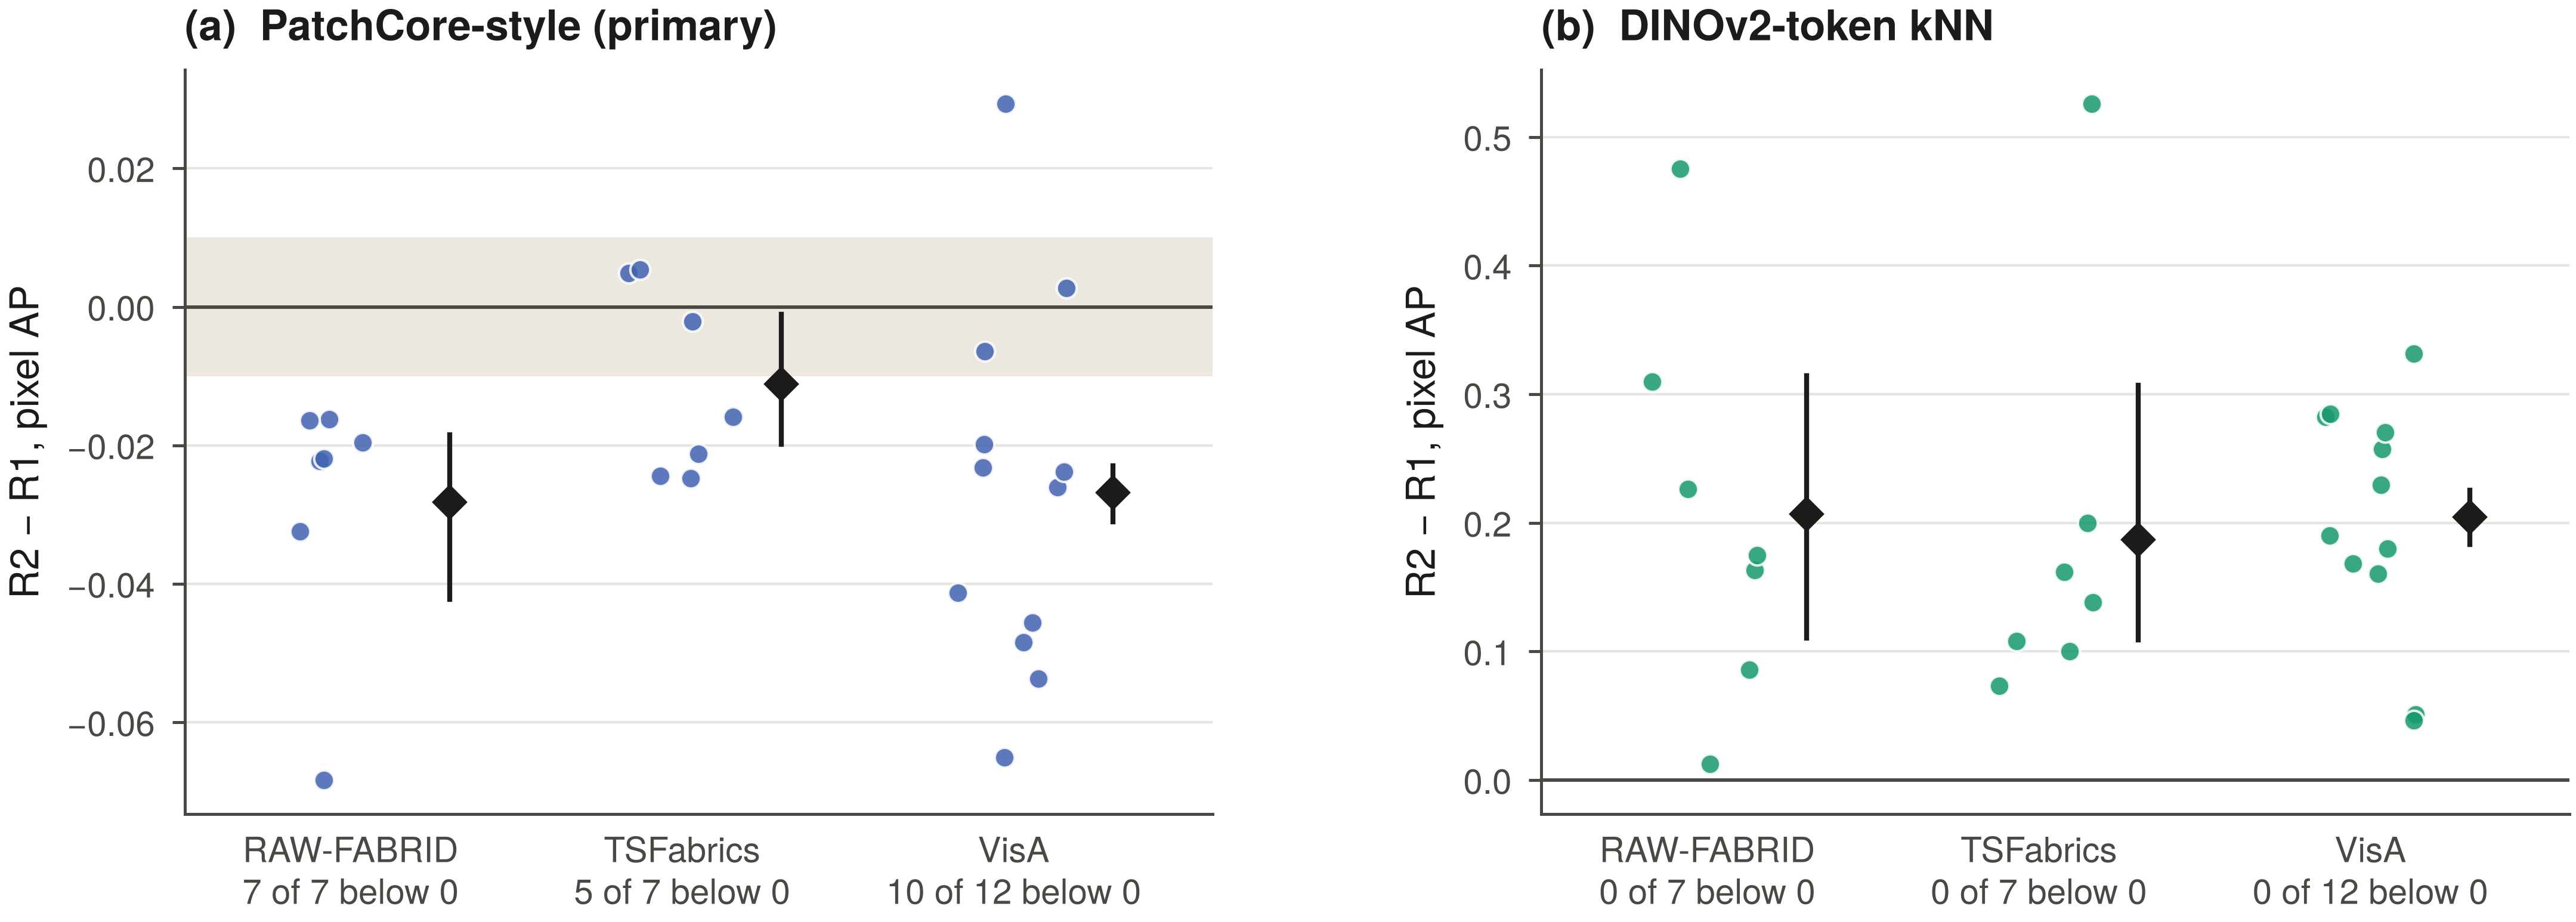 (a) PatchCore-style (primary)
R2 − R1, pixel AP
0.02
0.00
−0.02
−0.04
−0.06
RAW-FABRID
7 of 7 below 0
TSFabrics
5 of 7 below 0
VisA
10 of 12 below 0
(b) DINOv2-token kNN
R2 − R1, pixel AP
0.5
0.4
0.3
0.2
0.1
0.0
RAW-FABRID
0 of 7 below 0
TSFabrics
0 of 7 below 0
VisA
0 of 12 below 0